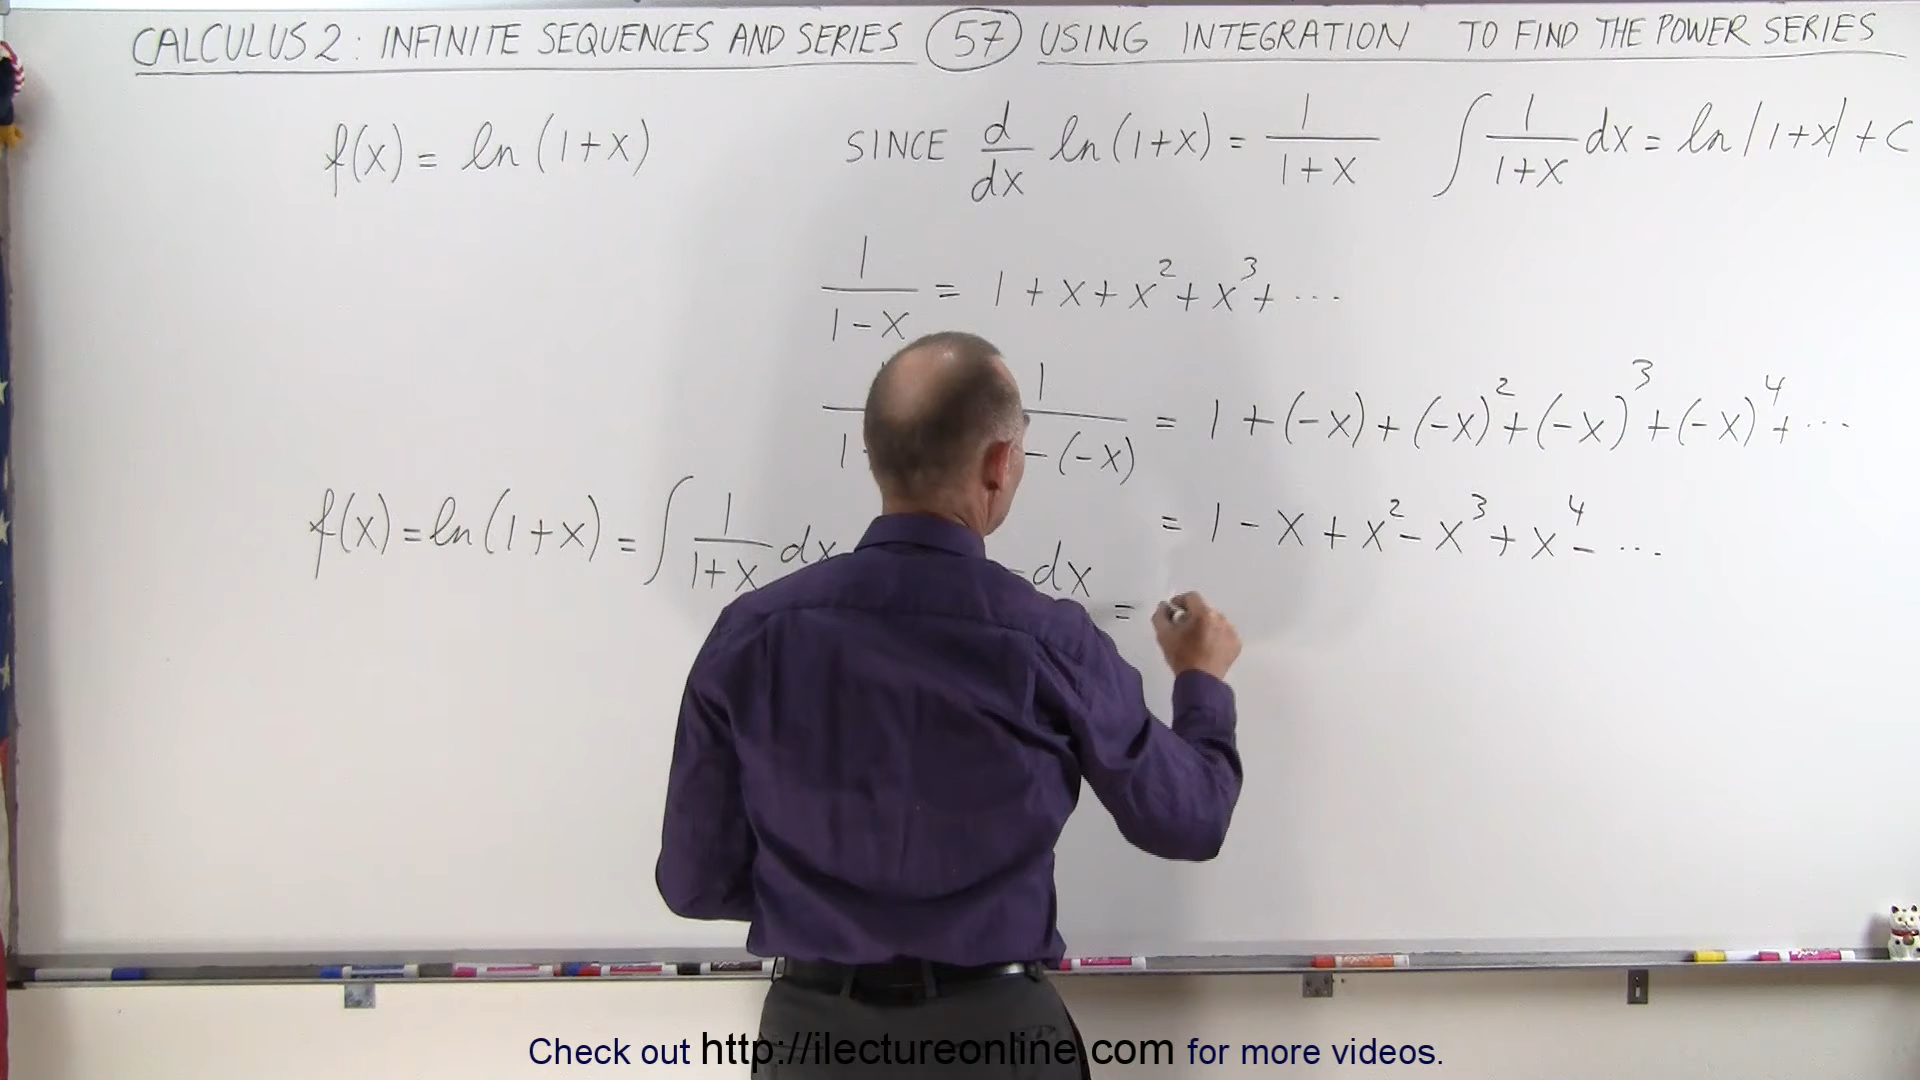 CALCULUS 2: INFINITE SEQUENCES AND SERIES 57 USING INTEGRATION TO FIND THE POWER SERIES
f(x) = ln(1+x) SINCE d/dx ln(1+x) = 1/(1+x) ∫ 1/(1+x) dx = ln|1+x| + C
1/(1-x) = 1 + x + x² + x³ + ...
1 1 -(-x) = 1 + (-x) + (-x)² + (-x)³ + (-x)⁴ + ...
= 1 - x + x² - x³ + x⁴ - ...
f(x) = ln(1+x) = ∫ 1/(1+x) dx dx =
Check out http://ilectureonline.com for more videos.